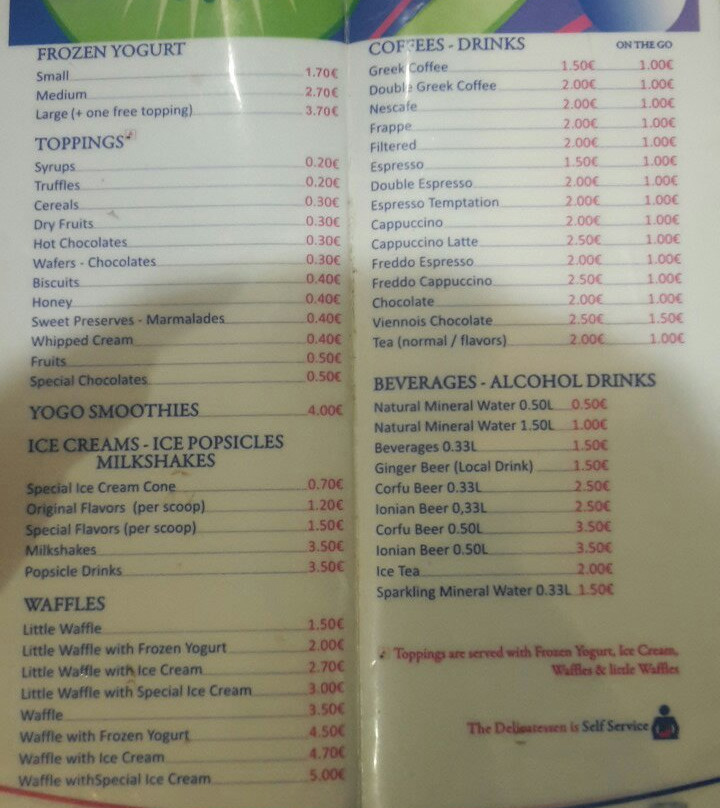 FROZEN YOGURT
Small 1.70€
Medium 2.70€
Large (+ one free topping) 3.70€
TOPPINGS
Syrups 0.20€
Truffles 0.20€
Cereals 0.30€
Dry Fruits 0.30€
Hot Chocolates 0.30€
Wafers - Chocolates 0.30€
Biscuits 0.40€
Honey 0.40€
Sweet Preserves - Marmalades 0.40€
Whipped Cream 0.40€
Fruits 0.50€
Special Chocolates 0.50€
YOGO SMOOTHIES 4.00€
ICE CREAMS - ICE POPSICLES
MILKSHAKES
Special Ice Cream Cone 0.70€
Original Flavors (per scoop) 1.20€
Special Flavors (per scoop) 1.50€
Milkshakes 3.50€
Popsicle Drinks 3.50€
WAFFLES
Little Waffle 1.50€
Little Waffle with Frozen Yogurt 2.00€
Little Waffle with Ice Cream 2.70€
Little Waffle with Special Ice Cream 3.00€
Waffle 3.50€
Waffle with Frozen Yogurt 4.50€
Waffle with Ice Cream 4.70€
Waffle withSpecial Ice Cream 5.00€
COFFEES - DRINKS ON THE GO
Greek Coffee 1.50€ 1.00€
Double Greek Coffee 2.00€ 1.00€
Nescafe 2.00€ 1.00€
Frappe 2.00€ 1.00€
Filtered 2.00€ 1.00€
Espresso 1.50€ 1.00€
Double Espresso 2.00€ 1.00€
Espresso Temptation 2.00€ 1.00€
Cappuccino 2.00€ 1.00€
Cappuccino Latte 2.50€ 1.00€
Freddo Espresso 2.00€ 1.00€
Freddo Cappuccino 2.50€ 1.00€
Chocolate 2.00€ 1.00€
Viennois Chocolate 2.50€ 1.50€
Tea (normal / flavors) 2.00€ 1.00€
BEVERAGES - ALCOHOL DRINKS
Natural Mineral Water 0.50L 0.50€
Natural Mineral Water 1.50L 1.00€
Beverages 0.33L 1.50€
Ginger Beer (Local Drink) 1.50€
Corfu Beer 0.33L 2.50€
Ionian Beer 0,33L 2.50€
Corfu Beer 0.50L 3.50€
Ionian Beer 0.50L 3.50€
Ice Tea 2.00€
Sparkling Mineral Water 0.33L 1.50€
Toppings are served with Frozen Yogurt, Ice Cream,
Waffles & little Waffles
The Delicatessen is Self Service